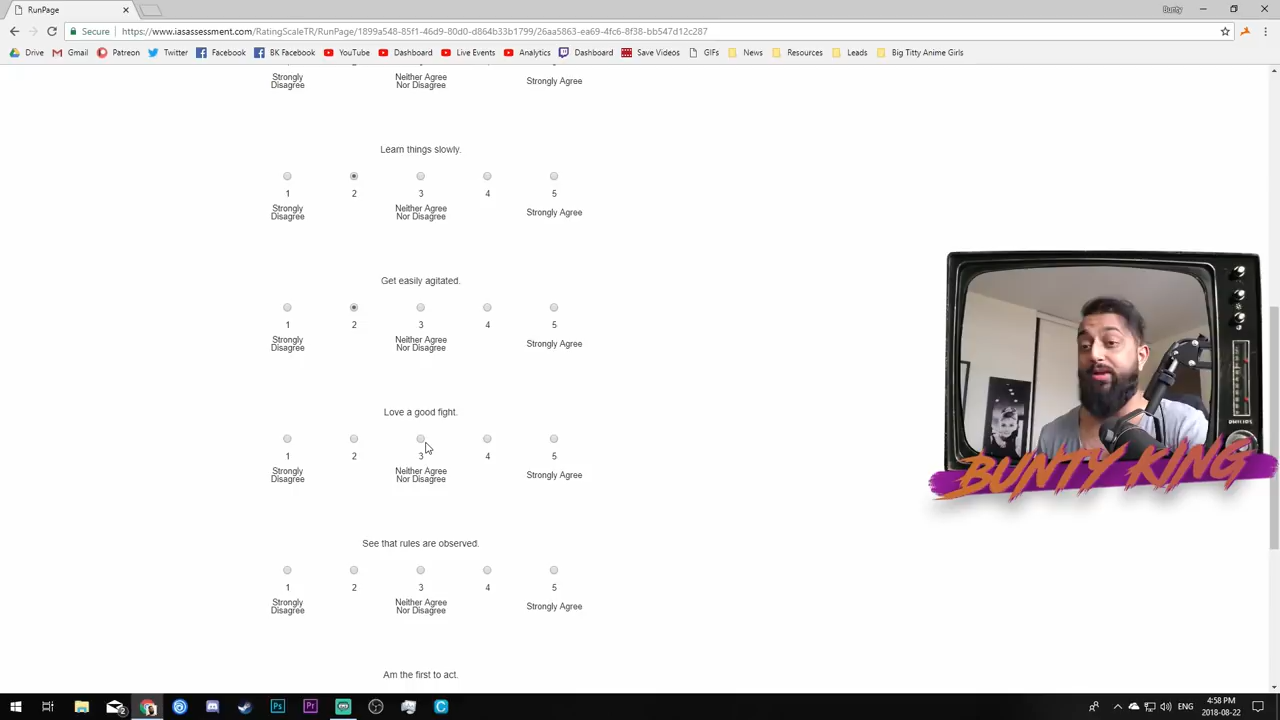 RunPage
Bunty
Secure
https://www.iasassessment.com/RatingScaleTR/RunPage/1899a548-85f1-46d9-80d0-d864b33b1799/26aa5863-ea69-4fc6-8f38-bb547d12c287
Drive Gmail Patreon Twitter Facebook BK Facebook YouTube Dashboard Live Events Analytics Dashboard Save Videos GIFs News Resources Leads Big Titty Anime Girls
Strongly Disagree Neither Agree Nor Disagree Strongly Agree
Learn things slowly.
1 2 3 4 5
Strongly Disagree Neither Agree Nor Disagree Strongly Agree
Get easily agitated.
1 2 3 4 5
Strongly Disagree Neither Agree Nor Disagree Strongly Agree
Love a good fight.
1 2 3 4 5
Strongly Disagree Neither Agree Nor Disagree Strongly Agree
See that rules are observed.
1 2 3 4 5
Strongly Disagree Neither Agree Nor Disagree Strongly Agree
Am the first to act.
PHILIPS
BUNTY KING
Ps
Pr
C
ENG
4:58 PM
2018-08-22